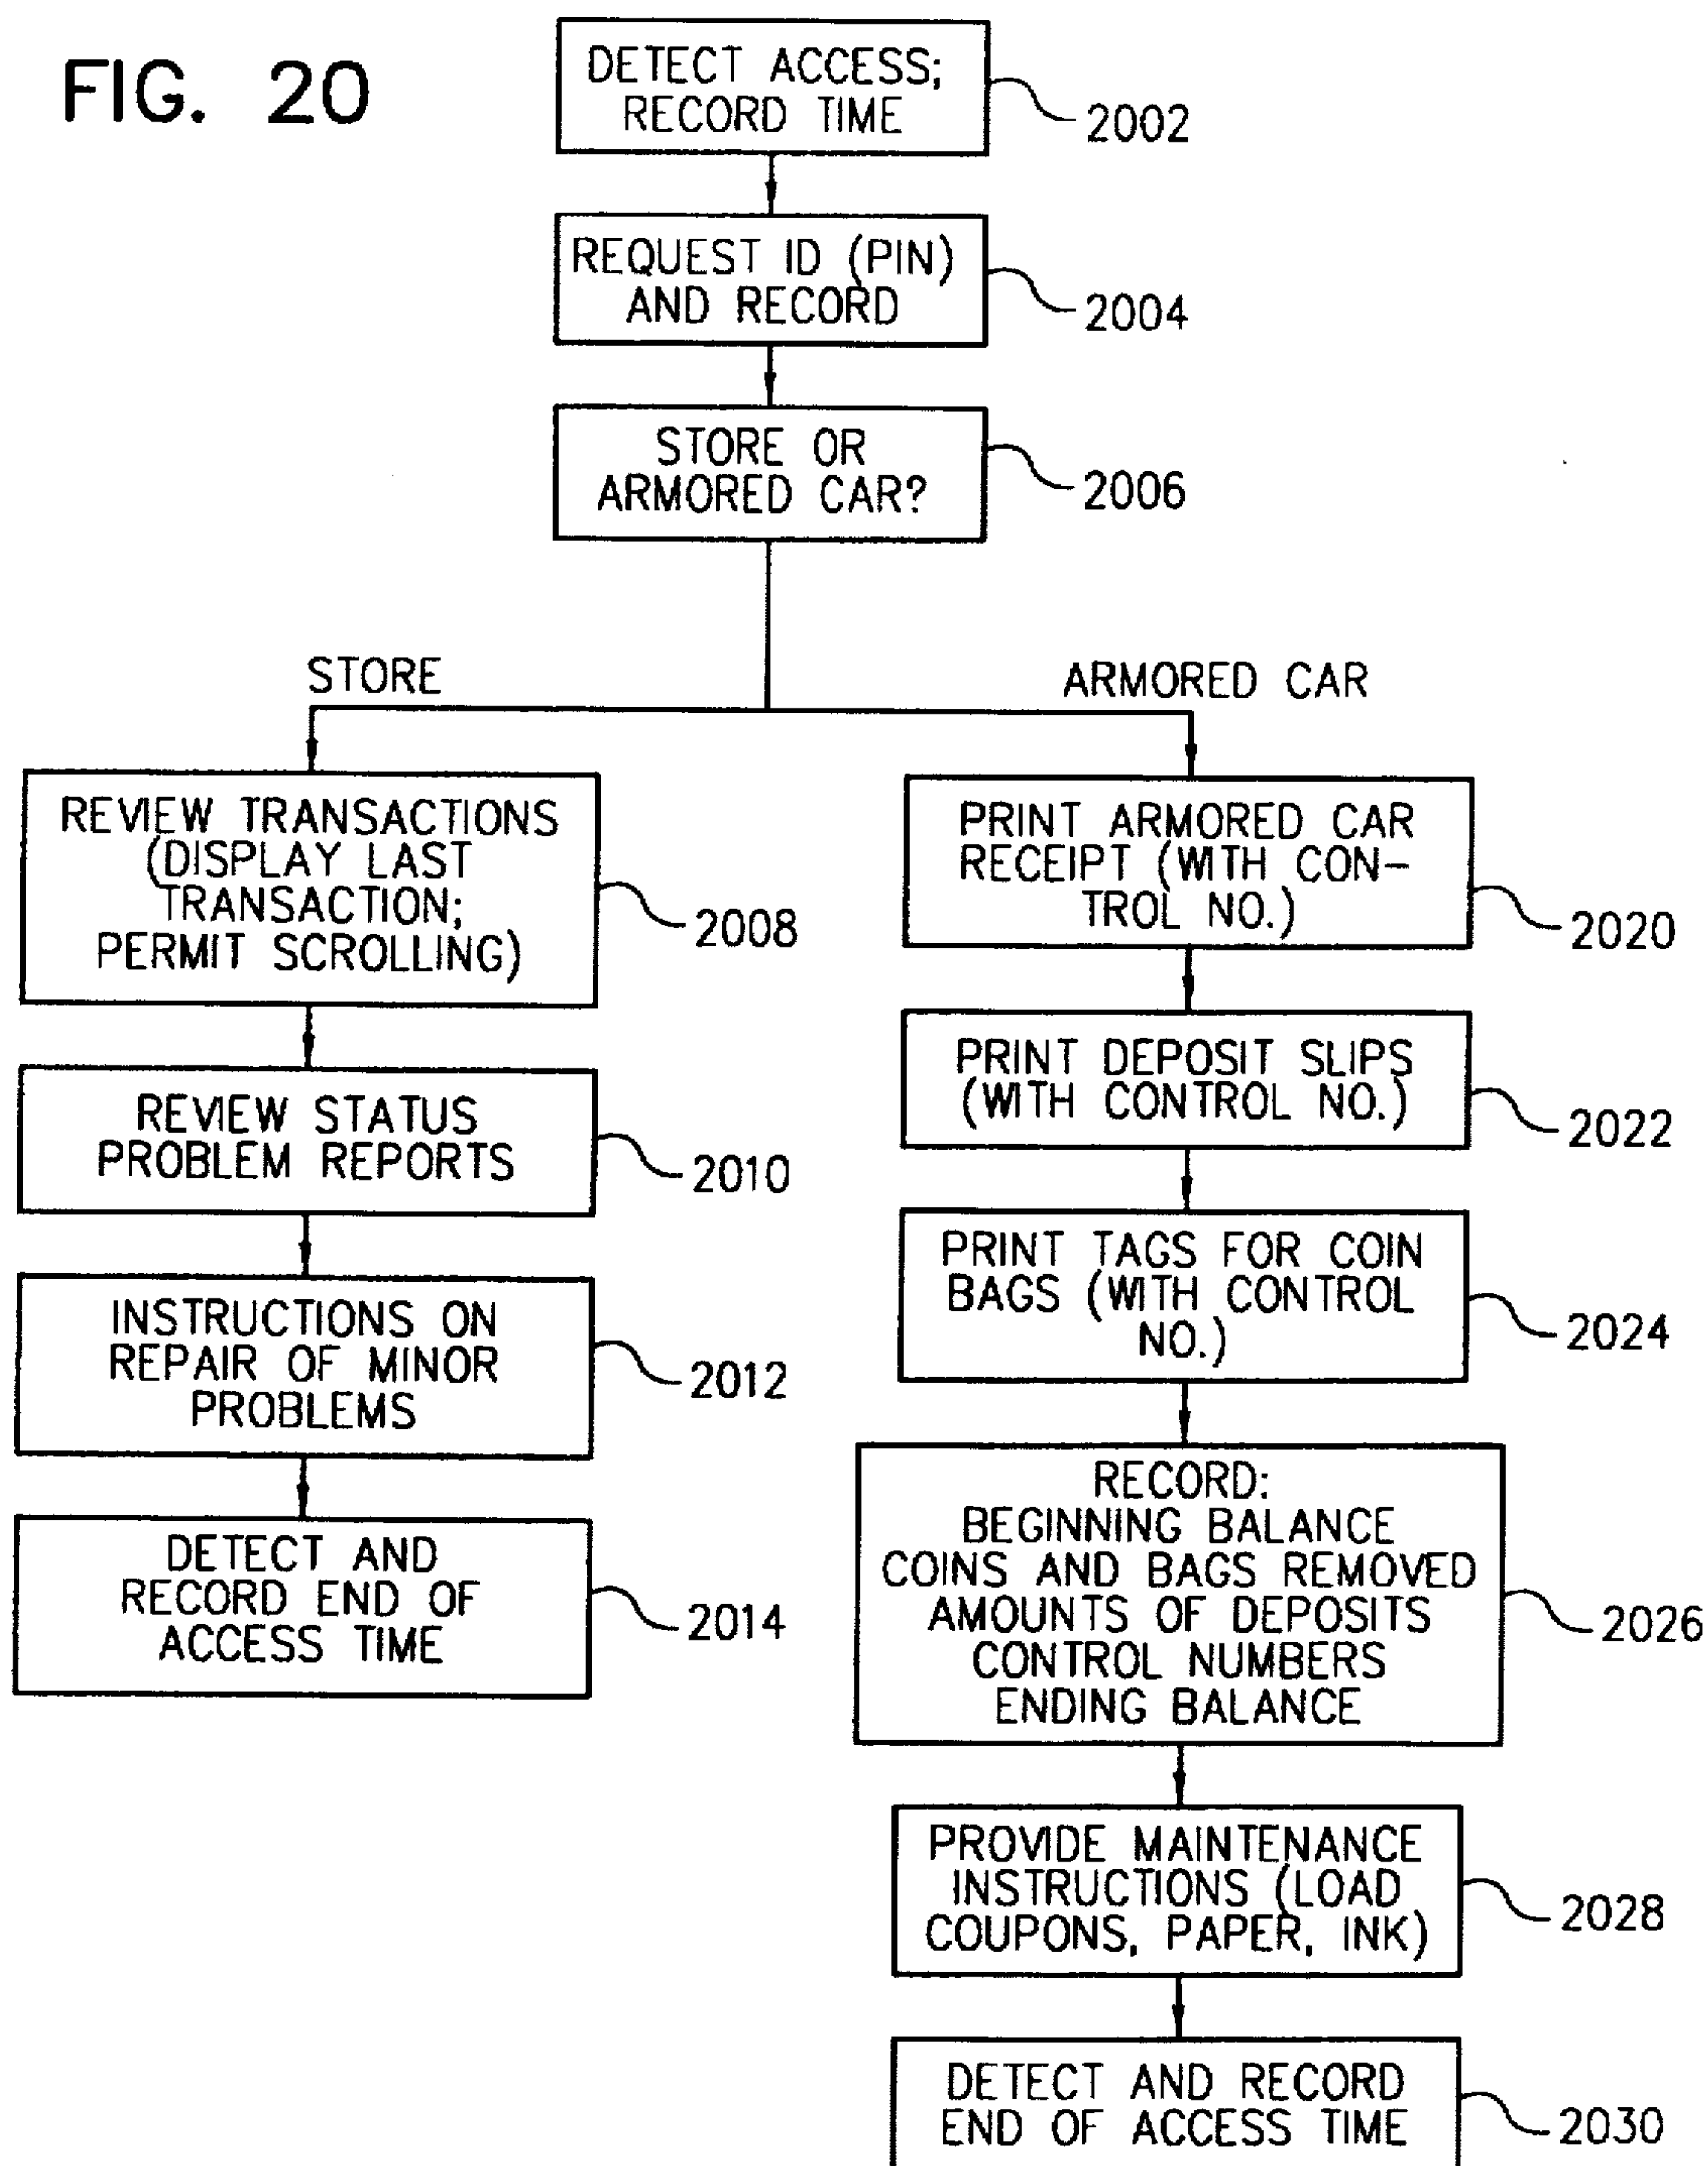 FIG. 20
DETECT ACCESS;
RECORD TIME
2002
REQUEST ID (PIN)
AND RECORD
2004
STORE OR
ARMORED CAR?
2006
STORE
ARMORED CAR
REVIEW TRANSACTIONS
(DISPLAY LAST
TRANSACTION;
PERMIT SCROLLING)
2008
REVIEW STATUS
PROBLEM REPORTS
2010
INSTRUCTIONS ON
REPAIR OF MINOR
PROBLEMS
2012
DETECT AND
RECORD END OF
ACCESS TIME
2014
PRINT ARMORED CAR
RECEIPT (WITH CON-
TROL NO.)
2020
PRINT DEPOSIT SLIPS
(WITH CONTROL NO.)
2022
PRINT TAGS FOR COIN
BAGS (WITH CONTROL
NO.)
2024
RECORD:
BEGINNING BALANCE
COINS AND BAGS REMOVED
AMOUNTS OF DEPOSITS
CONTROL NUMBERS
ENDING BALANCE
2026
PROVIDE MAINTENANCE
INSTRUCTIONS (LOAD
COUPONS, PAPER, INK)
2028
DETECT AND RECORD
END OF ACCESS TIME
2030